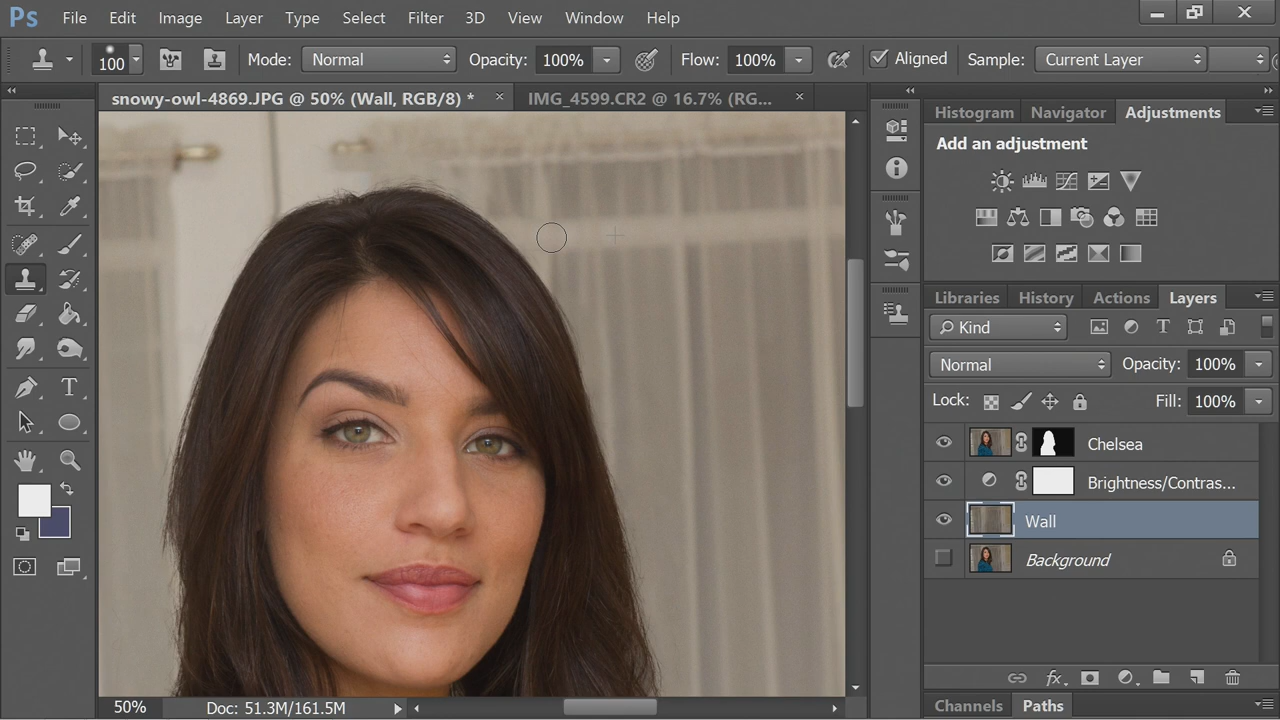 Ps File Edit Image Layer Type Select Filter 3D View Window Help
100 Mode: Normal Opacity: 100% Flow: 100% Aligned Sample: Current Layer
snowy-owl-4869.JPG @ 50% (Wall, RGB/8) * × IMG_4599.CR2 @ 16.7% (RG... ×
Histogram Navigator Adjustments
Add an adjustment
Libraries History Actions Layers
Kind
Normal Opacity: 100%
Lock: Fill: 100%
Chelsea
Brightness/Contras...
Wall
Background
T
fx
50% Doc: 51.3M/161.5M
Channels Paths